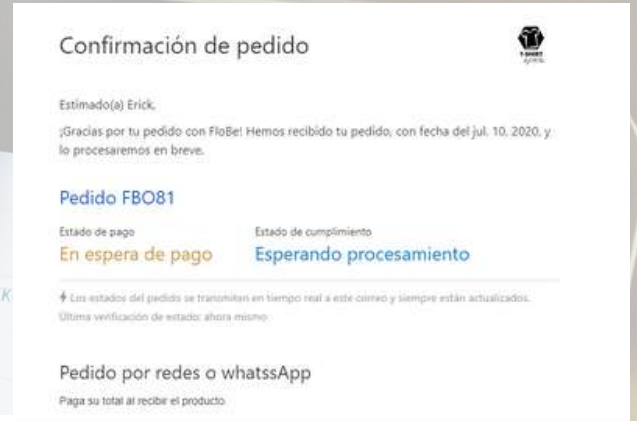 Confirmación de pedido
T-SHIRT
Estimado(a) Erick,
¡Gracias por tu pedido con FloBe! Hemos recibido tu pedido, con fecha del jul. 10, 2020, y
lo procesaremos en breve.
Pedido FBO81
Estado de pago
Estado de cumplimiento
En espera de pago
Esperando procesamiento
Los estados del pedido se transmiten en tiempo real a este correo y siempre están actualizados.
Última verificación de estado: ahora mismo
Pedido por redes o whatssApp
Paga su total al recibir el producto